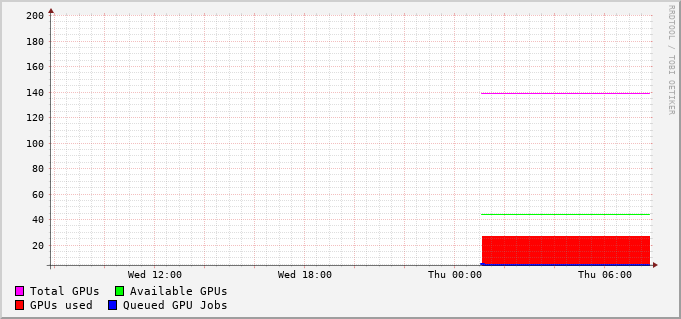 RRDTOOL / TOBI OETIKER
200
180
160
140
120
100
80
60
40
20
Wed 12:00 Wed 18:00 Thu 00:00 Thu 06:00
Total GPUs Available GPUs
GPUs used Queued GPU Jobs